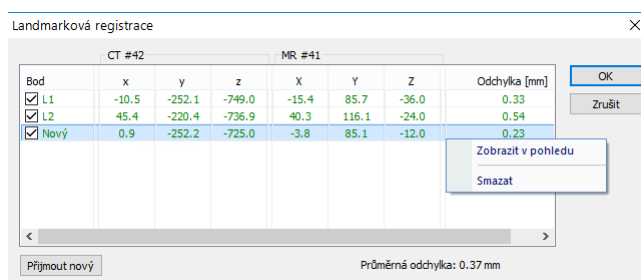 Landmarková registrace
CT #42 MR #41
Bod x y z X Y Z Odchylka [mm]
L1 -10.5 -252.1 -749.0 -15.4 85.7 -36.0 0.33
L2 45.4 -220.4 -736.9 40.3 116.1 -24.0 0.54
Nový 0.9 -252.2 -725.0 -3.8 85.1 -12.0 0.23
OK
Zrušit
Zobrazit v pohledu
Smazat
Přijmout nový Průměrná odchylka: 0.37 mm